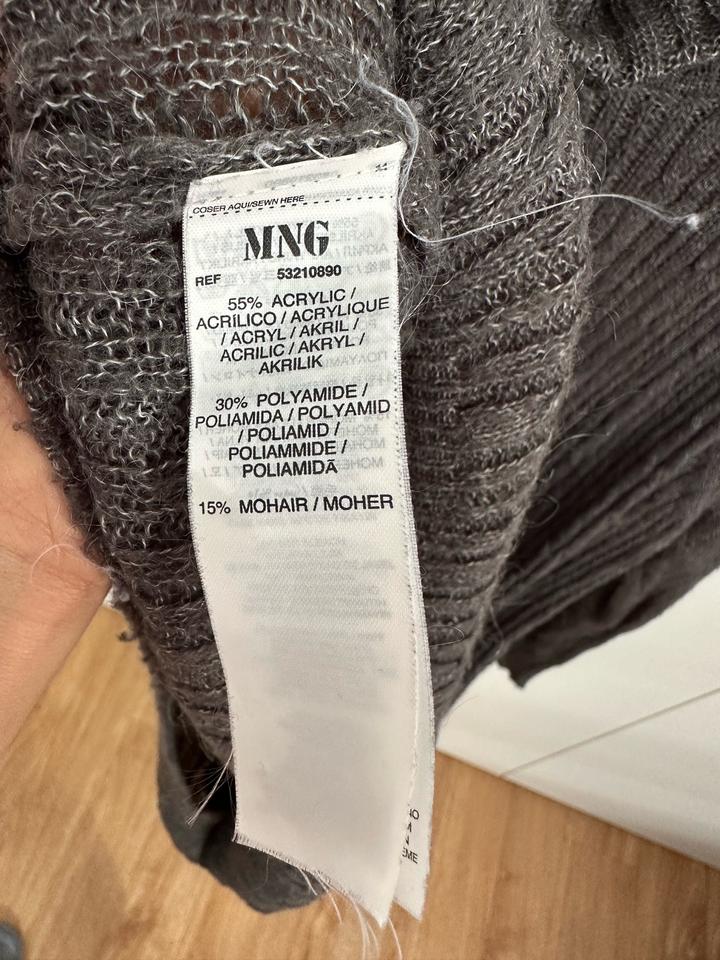 COSER AQUI/SEWN HERE
MNG
REF 53210890
55% ACRYLIC /
ACRÍLICO / ACRYLIQUE
/ ACRYL / AKRIL /
ACRILIC / AKRYL /
AKRILIK
30% POLYAMIDE /
POLIAMIDA / POLYAMID
/ POLIAMID /
POLIAMMIDE /
POLIAMIDĂ
15% MOHAIR / MOHER